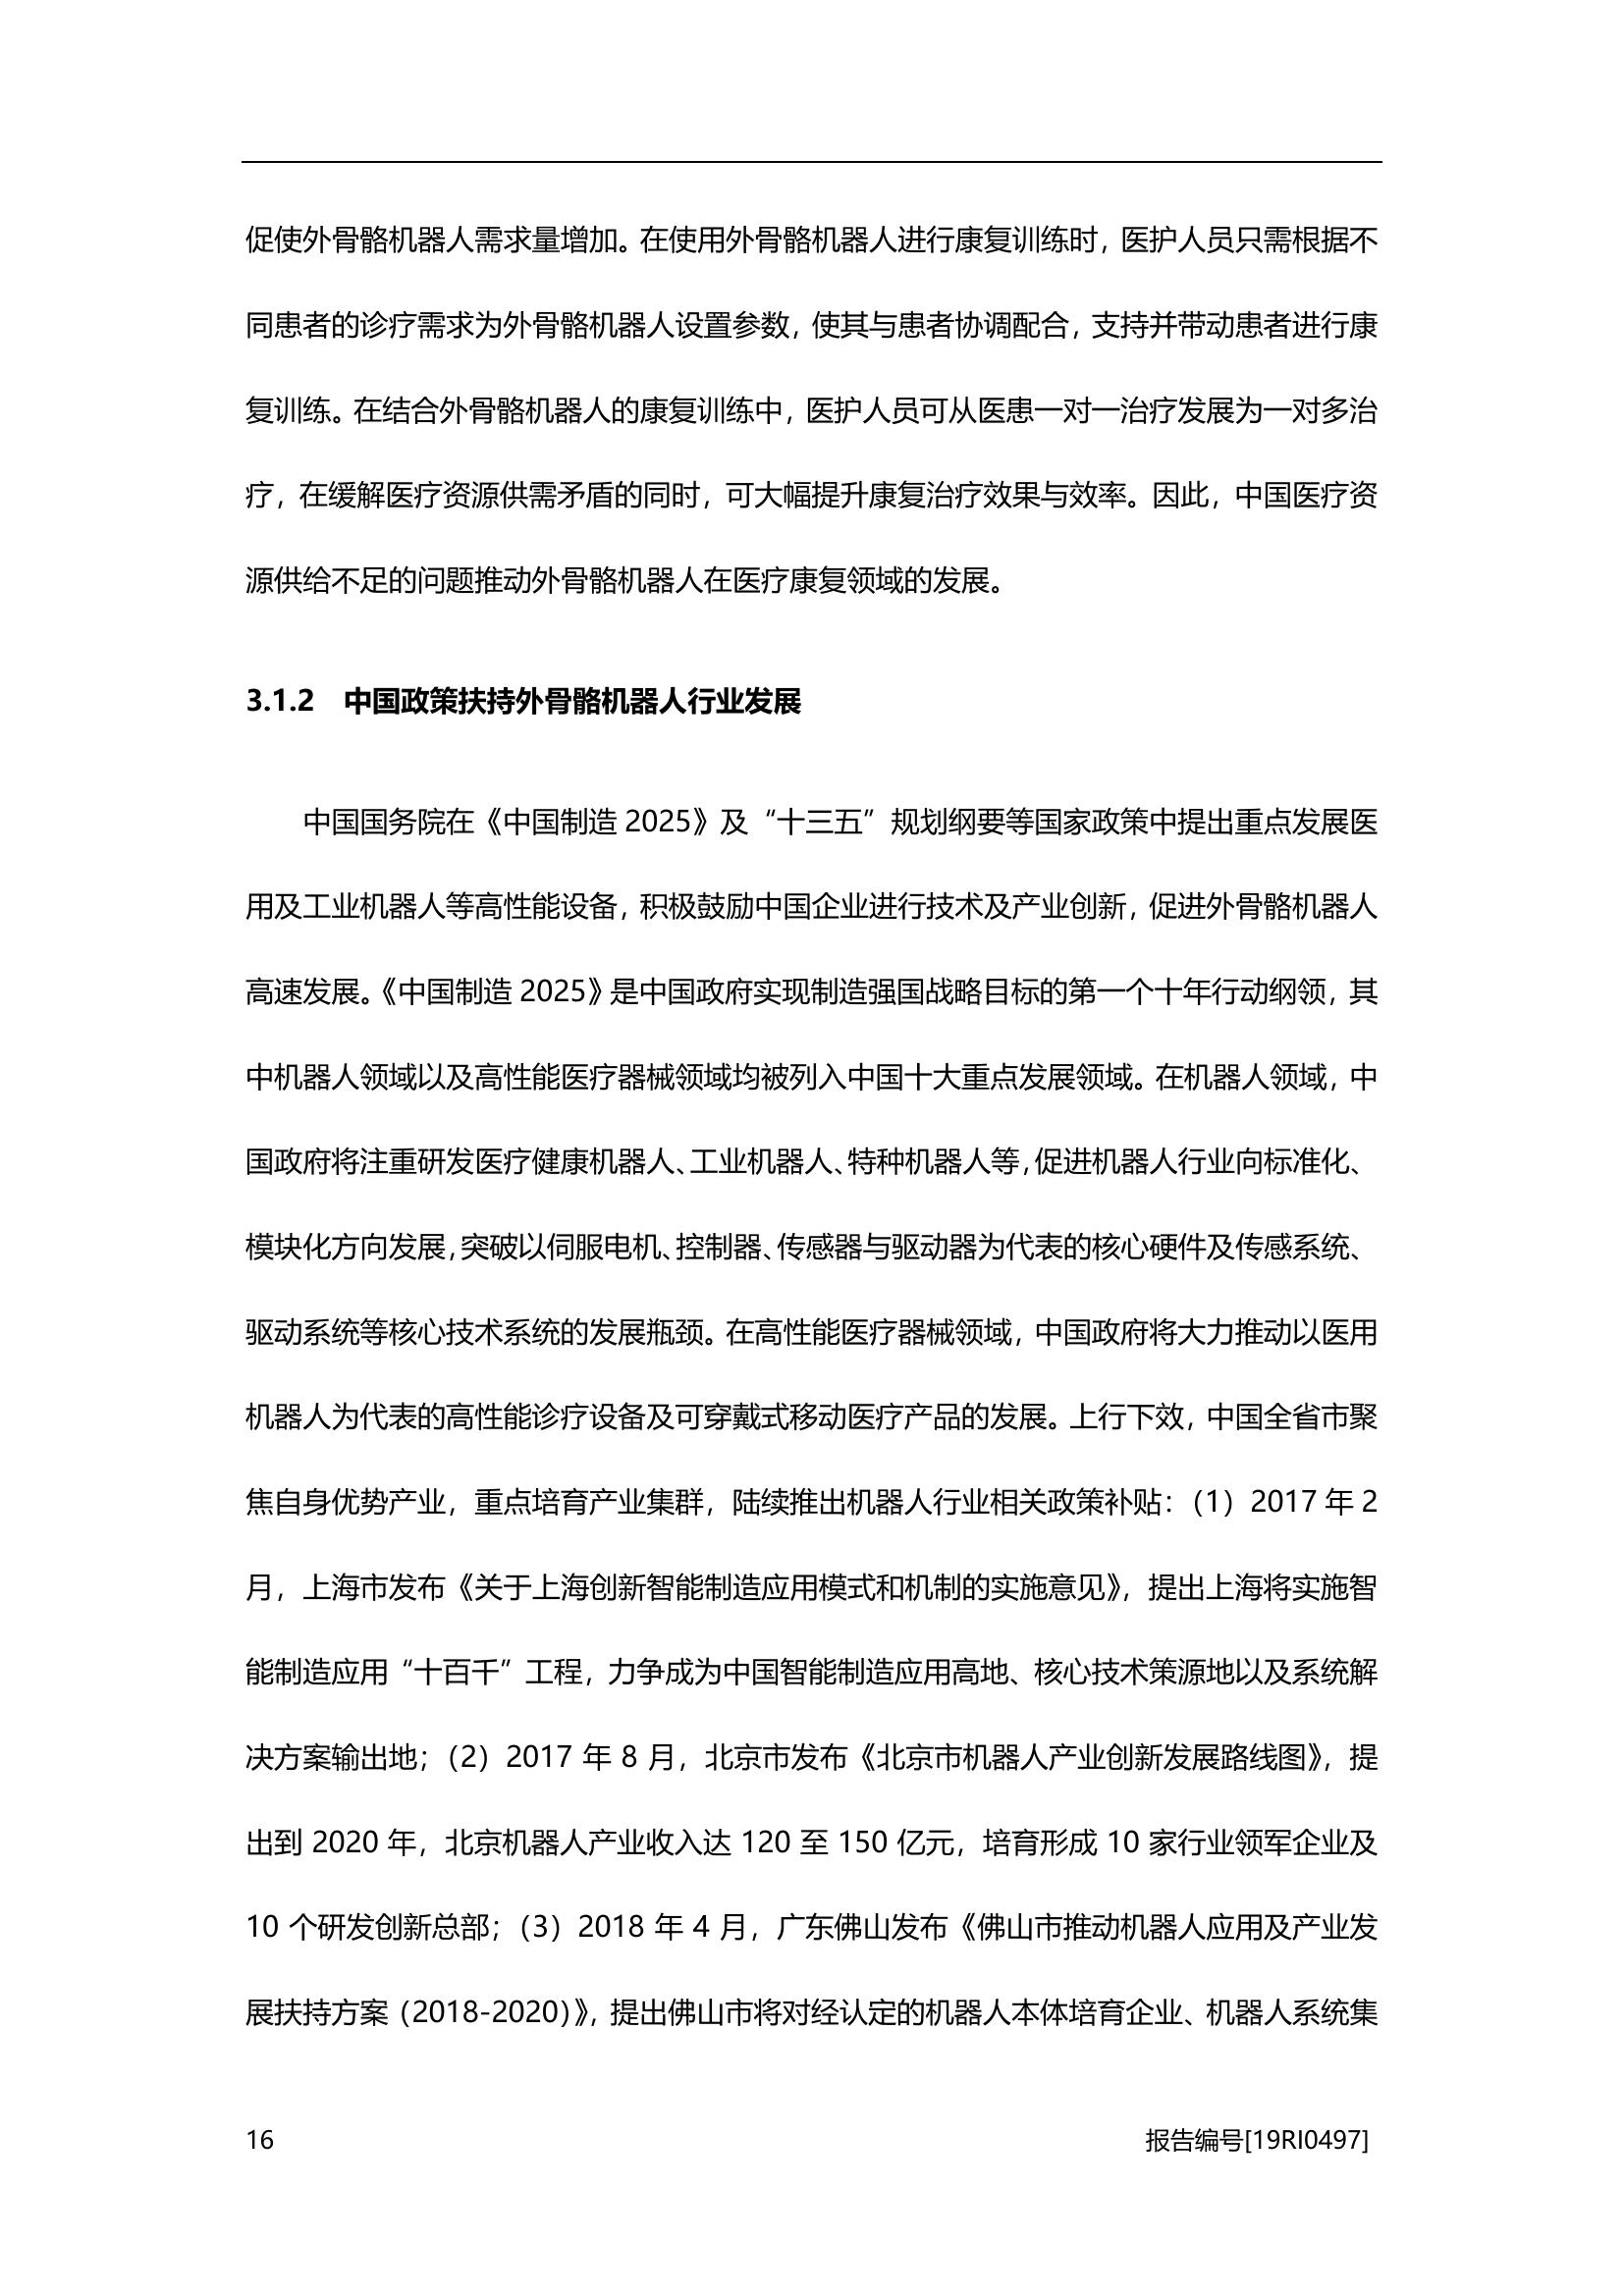 促使外骨骼机器人需求量增加。在使用外骨骼机器人进行康复训练时，医护人员只需根据不
同患者的诊疗需求为外骨骼机器人设置参数，使其与患者协调配合，支持并带动患者进行康
复训练。在结合外骨骼机器人的康复训练中，医护人员可从医患一对一治疗发展为一对多治
疗，在缓解医疗资源供需矛盾的同时，可大幅提升康复治疗效果与效率。因此，中国医疗资
源供给不足的问题推动外骨骼机器人在医疗康复领域的发展。
3.1.2 中国政策扶持外骨骼机器人行业发展
中国国务院在《中国制造 2025》及“十三五”规划纲要等国家政策中提出重点发展医
用及工业机器人等高性能设备，积极鼓励中国企业进行技术及产业创新，促进外骨骼机器人
高速发展。《中国制造 2025》是中国政府实现制造强国战略目标的第一个十年行动纲领，其
中机器人领域以及高性能医疗器械领域均被列入中国十大重点发展领域。在机器人领域，中
国政府将注重研发医疗健康机器人、工业机器人、特种机器人等，促进机器人行业向标准化、
模块化方向发展，突破以伺服电机、控制器、传感器与驱动器为代表的核心硬件及传感系统、
驱动系统等核心技术系统的发展瓶颈。在高性能医疗器械领域，中国政府将大力推动以医用
机器人为代表的高性能诊疗设备及可穿戴式移动医疗产品的发展。上行下效，中国全省市聚
焦自身优势产业，重点培育产业集群，陆续推出机器人行业相关政策补贴：（1）2017 年 2
月，上海市发布《关于上海创新智能制造应用模式和机制的实施意见》，提出上海将实施智
能制造应用“十百千”工程，力争成为中国智能制造应用高地、核心技术策源地以及系统解
决方案输出地；（2）2017 年 8 月，北京市发布《北京市机器人产业创新发展路线图》，提
出到 2020 年，北京机器人产业收入达 120 至 150 亿元，培育形成 10 家行业领军企业及
10 个研发创新总部；（3）2018 年 4 月，广东佛山发布《佛山市推动机器人应用及产业发
展扶持方案（2018-2020）》，提出佛山市将对经认定的机器人本体培育企业、机器人系统集
16 报告编号[19RI0497]